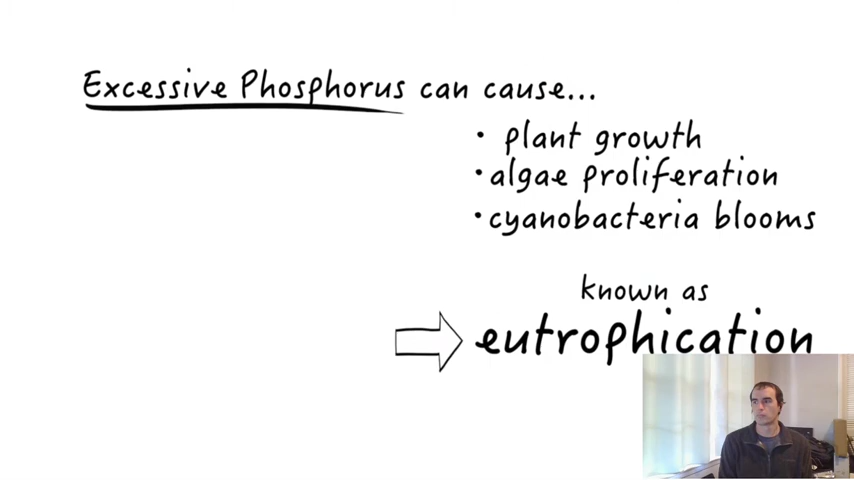 Excessive Phosphorus can cause...
• plant growth
• algae proliferation
• cyanobacteria blooms
known as
eutrophication